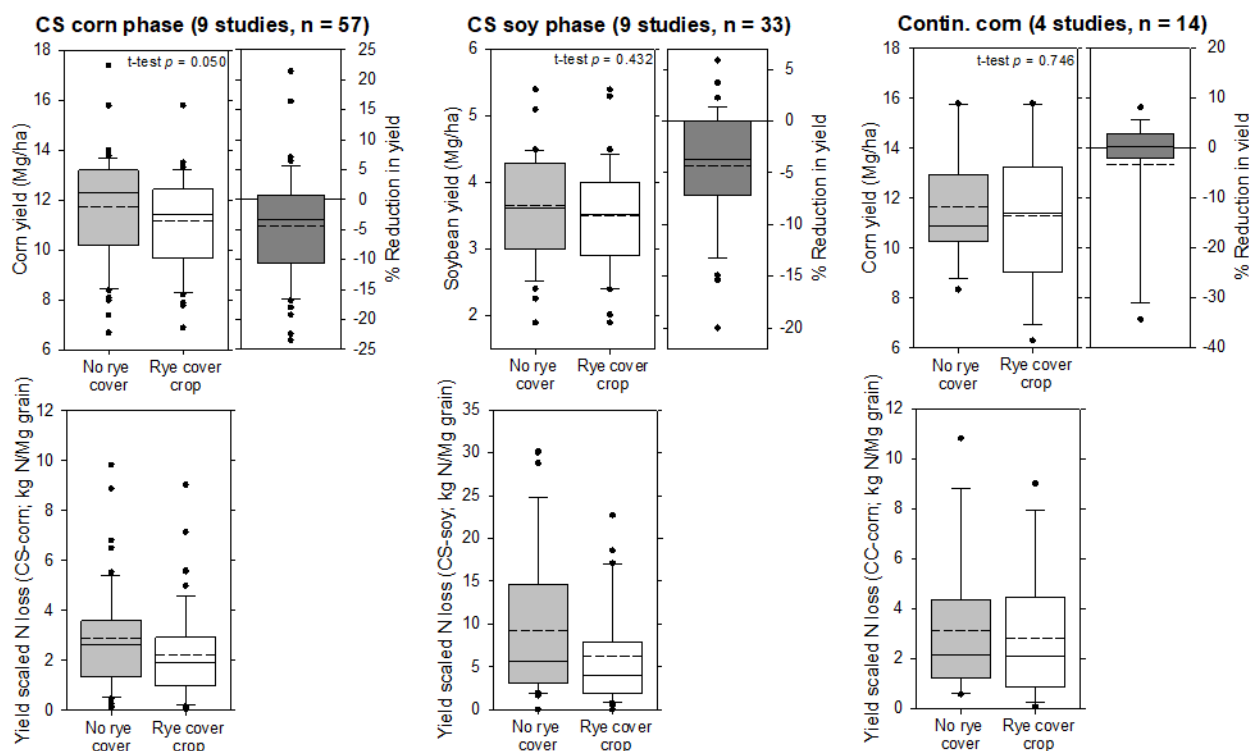 CS corn phase (9 studies, n = 57)
CS soy phase (9 studies, n = 33)
Contin. corn (4 studies, n = 14)
18
16
14
12
10
8
6
Corn yield (Mg/ha)
t-test p = 0.050
25
20
15
10
5
0
-5
-10
-15
-20
-25
% Reduction in yield
No rye
cover
Rye cover
crop
6
5
4
3
2
Soybean yield (Mg/ha)
t-test p = 0.432
5
0
-5
-10
-15
-20
% Reduction in yield
No rye
cover
Rye cover
crop
18
16
14
12
10
8
6
Corn yield (Mg/ha)
t-test p = 0.746
20
10
0
-10
-20
-30
-40
% Reduction in yield
No rye
cover
Rye cover
crop
12
10
8
6
4
2
0
Yield scaled N loss (CS-corn; kg N/Mg grain)
No rye
cover
Rye cover
crop
35
30
25
20
15
10
5
0
Yield scaled N loss (CS-soy; kg N/Mg grain)
No rye
cover
Rye cover
crop
12
10
8
6
4
2
0
Yield scaled N loss (CC-corn; kg N/Mg grain)
No rye
cover
Rye cover
crop